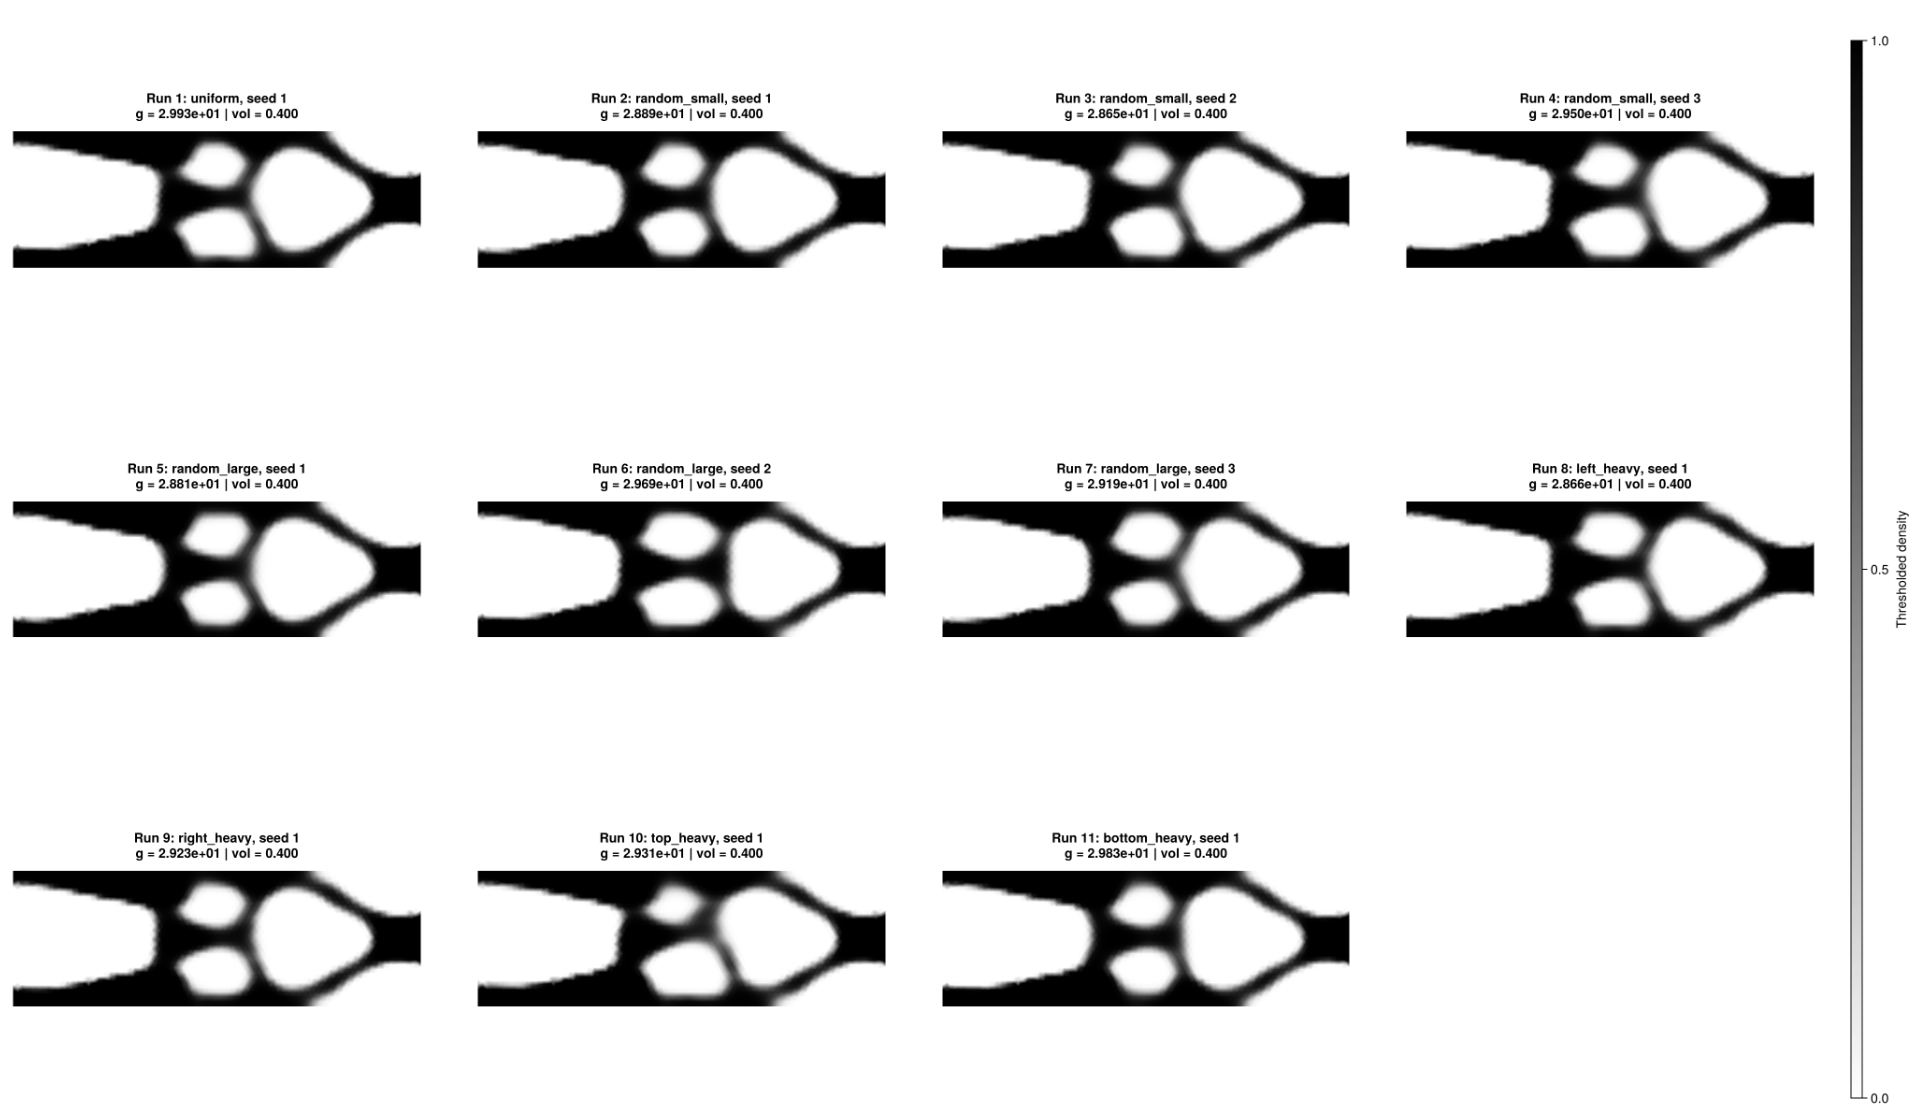 Run 1: uniform, seed 1
g = 2.993e+01 | vol = 0.400
Run 2: random_small, seed 1
g = 2.889e+01 | vol = 0.400
Run 3: random_small, seed 2
g = 2.865e+01 | vol = 0.400
Run 4: random_small, seed 3
g = 2.950e+01 | vol = 0.400
Run 5: random_large, seed 1
g = 2.881e+01 | vol = 0.400
Run 6: random_large, seed 2
g = 2.969e+01 | vol = 0.400
Run 7: random_large, seed 3
g = 2.919e+01 | vol = 0.400
Run 8: left_heavy, seed 1
g = 2.866e+01 | vol = 0.400
Run 9: right_heavy, seed 1
g = 2.923e+01 | vol = 0.400
Run 10: top_heavy, seed 1
g = 2.931e+01 | vol = 0.400
Run 11: bottom_heavy, seed 1
g = 2.983e+01 | vol = 0.400
1.0
0.5
0.0
Thresholded density